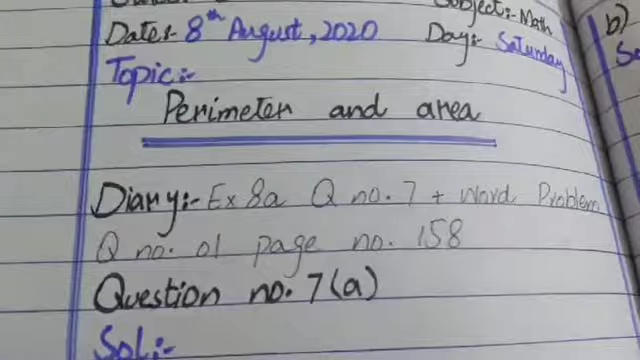 Subject:- Math
Date:- 8th August, 2020 Day:- Saturday
Topic:-
Perimeter and area
Diary:- Ex 8a Q no. 7 + Word Problem
Q no. 01 page no. 158
Question no. 7(a)
Sol:-
b)